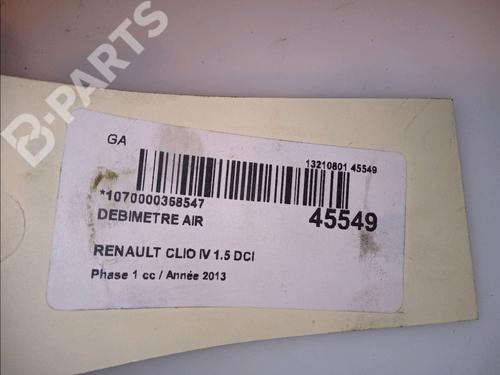 B-PARTS
GA
13210801 45549
*1070000368547
DEBIMETRE AIR
45549
RENAULT CLIO IV 1.5 DCI
Phase 1 cc / Année 2013